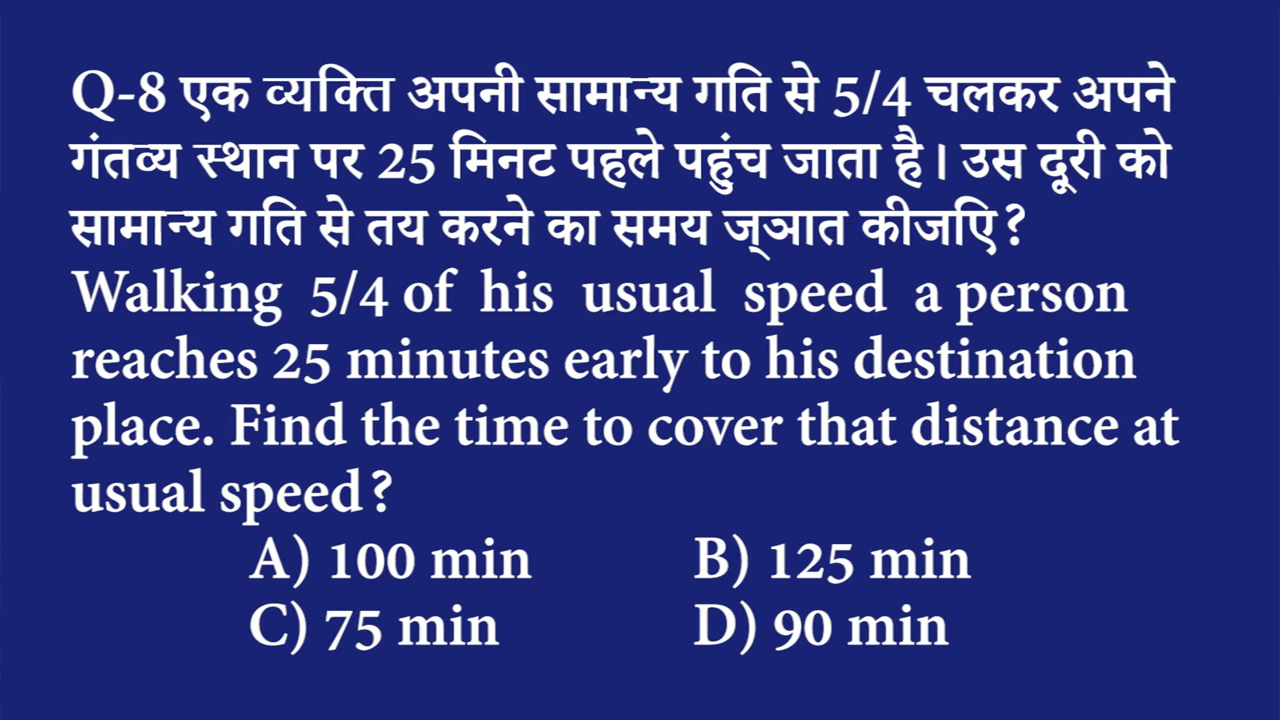 Q-8 एक व्यक्ति अपनी सामान्य गति से 5/4 चलकर अपने
गंतव्य स्थान पर 25 मिनट पहले पहुंच जाता है। उस दूरी को
सामान्य गति से तय करने का समय ज्ञात कीजिए?
Walking 5/4 of his usual speed a person
reaches 25 minutes early to his destination
place. Find the time to cover that distance at
usual speed?
A) 100 min B) 125 min
C) 75 min D) 90 min